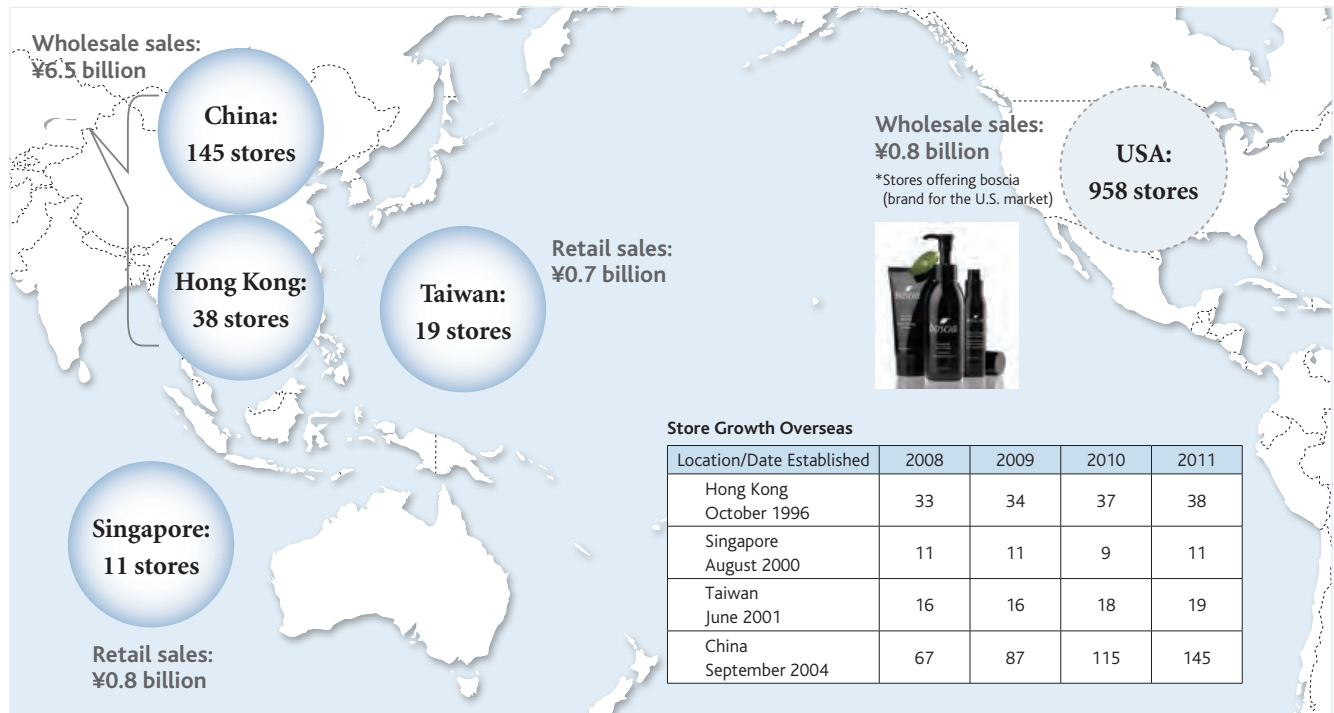 Wholesale sales:
¥6.5 billion
China:
145 stores
Hong Kong:
38 stores
Taiwan:
19 stores
Retail sales:
¥0.7 billion
Singapore:
11 stores
Retail sales:
¥0.8 billion
Wholesale sales:
¥0.8 billion
*Stores offering boscia
(brand for the U.S. market)
USA:
958 stores
boscia
boscia
boscia
Store Growth Overseas
Location/Date Established 2008 2009 2010 2011
Hong Kong
October 1996 33 34 37 38
Singapore
August 2000 11 11 9 11
Taiwan
June 2001 16 16 18 19
China
September 2004 67 87 115 145